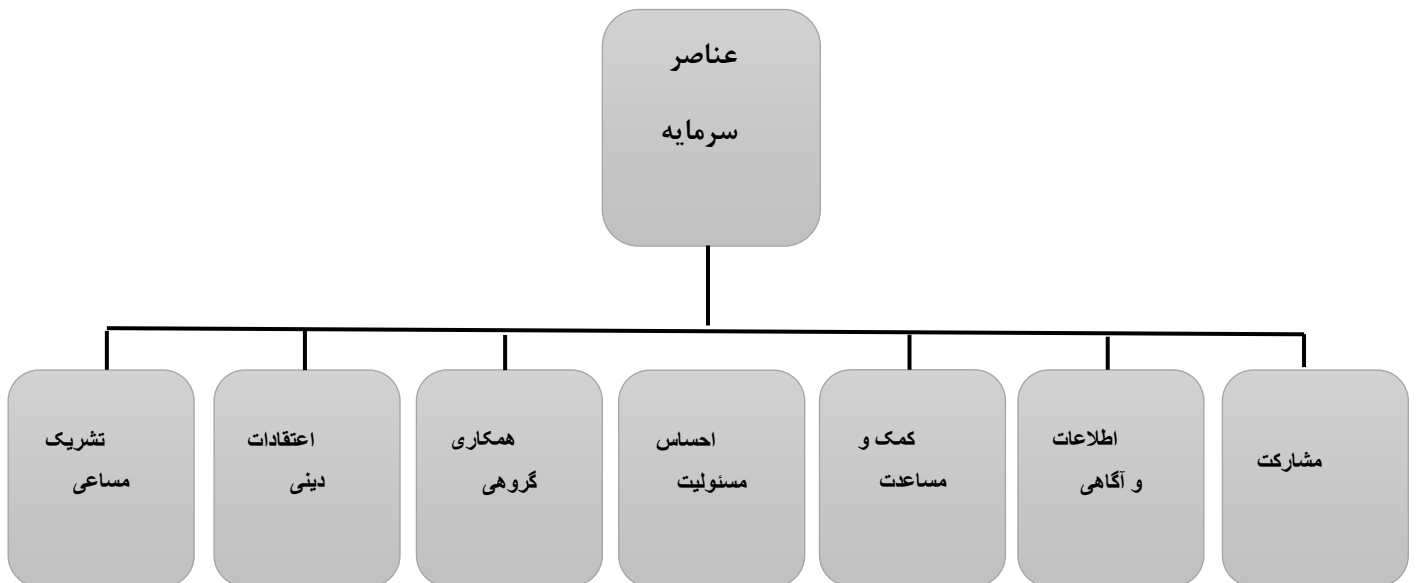 عناصر
سرمایه
مشارکت
اطلاعات
و آگاهی
کمک و
مساعدت
احساس
مسئولیت
همکاری
گروهی
اعتقادات
دینی
تشریک
مساعی